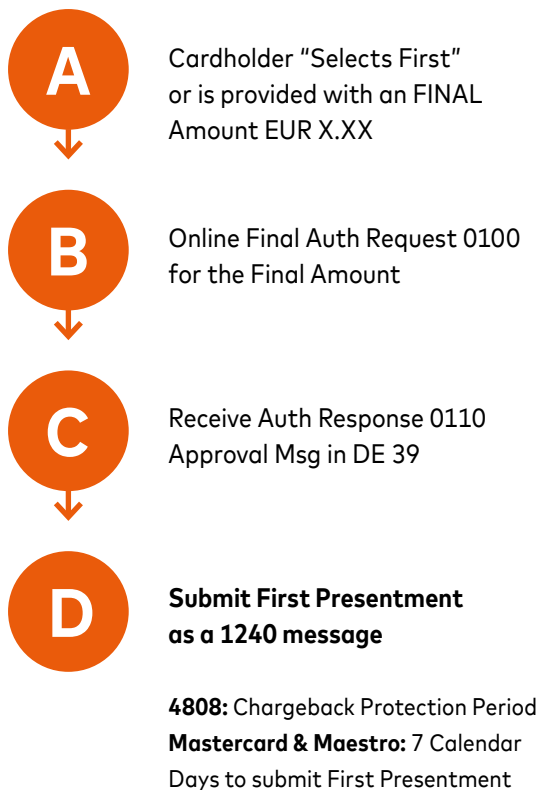 A
Cardholder “Selects First”
or is provided with an FINAL
Amount EUR X.XX
B
Online Final Auth Request 0100
for the Final Amount
C
Receive Auth Response 0110
Approval Msg in DE 39
D
Submit First Presentment
as a 1240 message
4808: Chargeback Protection Period
Mastercard & Maestro: 7 Calendar
Days to submit First Presentment